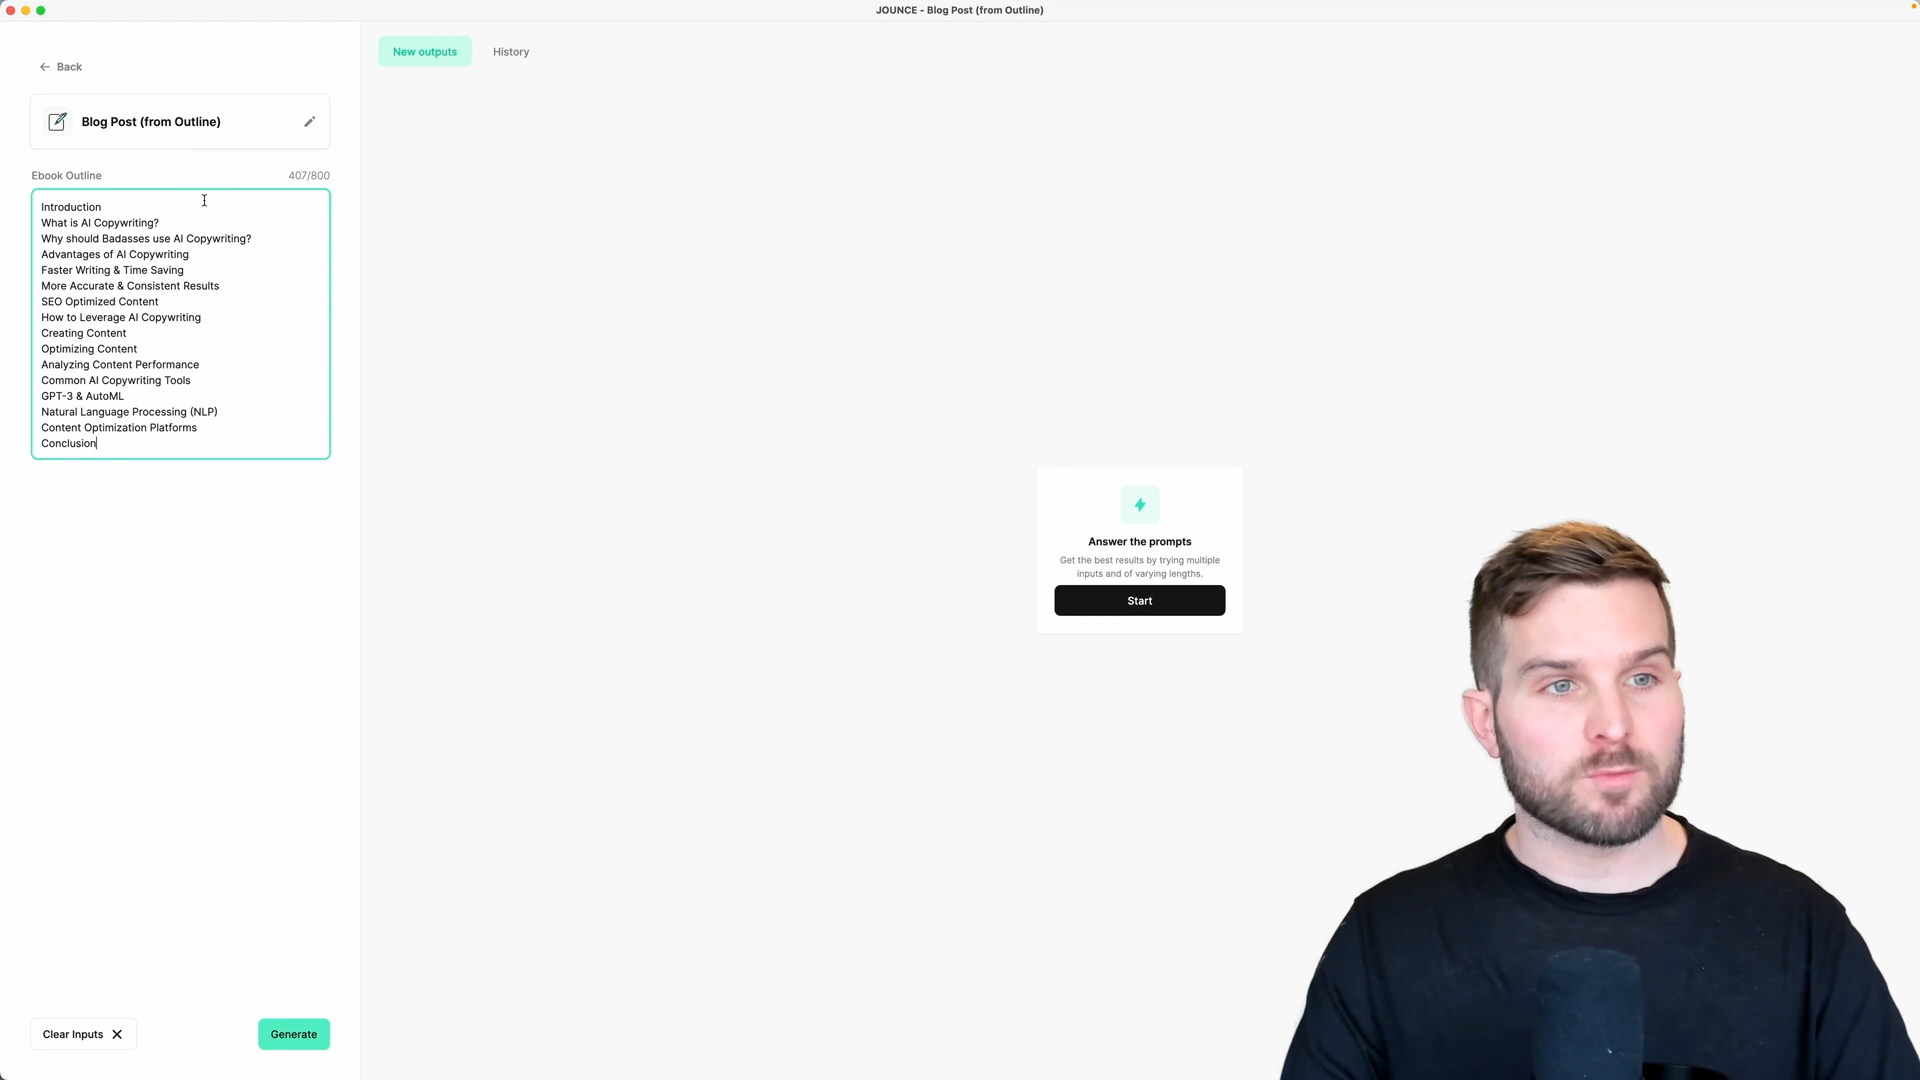 JOUNCE - Blog Post (from Outline)
Back
New outputs
History
Blog Post (from Outline)
Ebook Outline
407/800
Introduction
What is AI Copywriting?
Why should Badasses use AI Copywriting?
Advantages of AI Copywriting
Faster Writing & Time Saving
More Accurate & Consistent Results
SEO Optimized Content
How to Leverage AI Copywriting
Creating Content
Optimizing Content
Analyzing Content Performance
Common AI Copywriting Tools
GPT-3 & AutoML
Natural Language Processing (NLP)
Content Optimization Platforms
Conclusion
Answer the prompts
Get the best results by trying multiple
inputs and of varying lengths.
Start
Clear Inputs
Generate